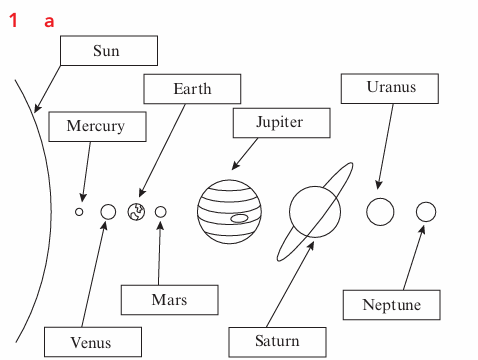 1 a
Sun
Earth
Uranus
Mercury
Jupiter
Mars
Neptune
Venus
Saturn